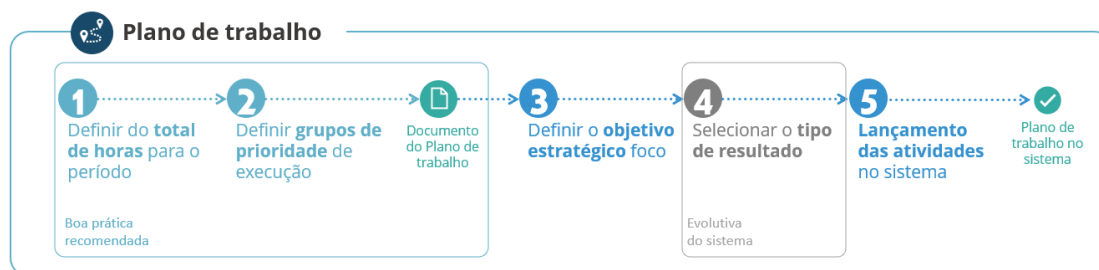 Plano de trabalho
1
Definir do total
de horas para o
período
2
Definir grupos de
prioridade de
execução
Documento
do Plano de
trabalho
Boa prática
recomendada
3
Definir o objetivo
estratégico foco
4
Selecionar o tipo
de resultado
Evolutiva
do sistema
5
Lançamento
das atividades
no sistema
Plano de
trabalho no
sistema